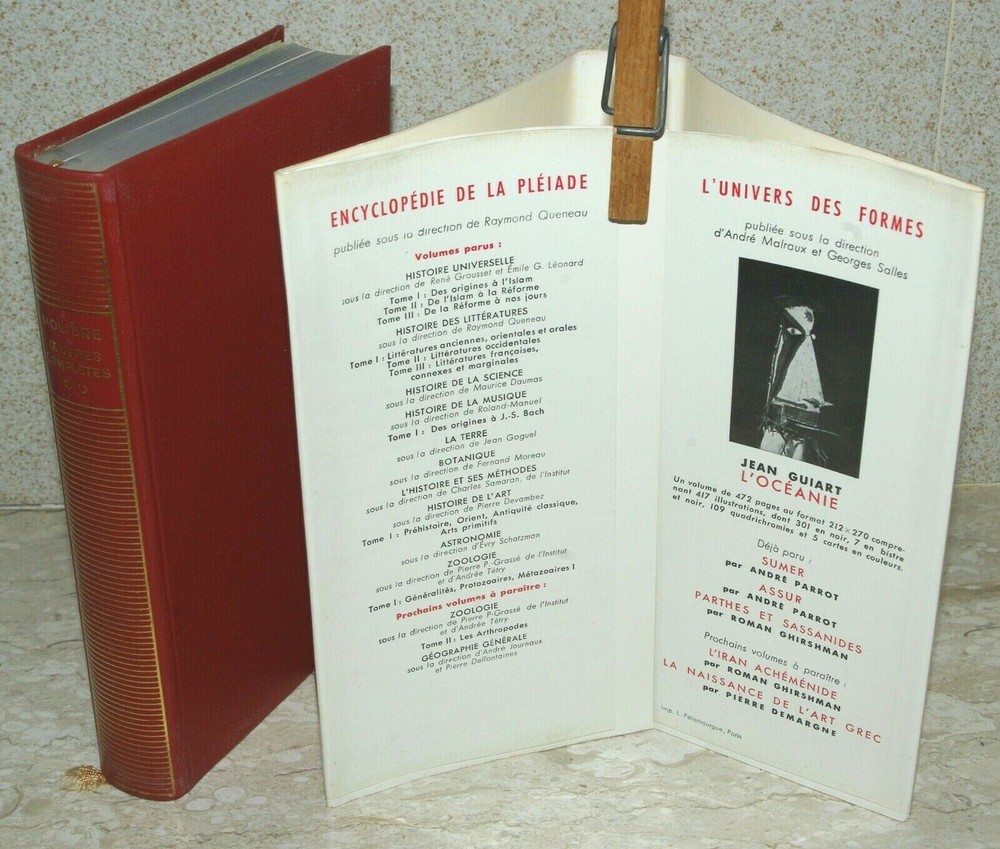 MOLIÈRE
ŒUVRES
COMPLÈTES
ENCYCLOPÉDIE DE LA PLÉIADE
publiée sous la direction de Raymond Queneau
Volumes parus :
HISTOIRE UNIVERSELLE
sous la direction de René Grousset et Émile G. Léonard
Tome I : Des origines à l'Islam
Tome II : De l'Islam à la Réforme
Tome III : De la Réforme à nos jours
HISTOIRE DES LITTÉRATURES
sous la direction de Raymond Queneau
Tome I : Littératures anciennes, orientales et orales
Tome II : Littératures occidentales
Tome III : Littératures françaises,
connexes et marginales
HISTOIRE DE LA SCIENCE
sous la direction de Maurice Daumas
HISTOIRE DE LA MUSIQUE
sous la direction de Roland-Manuel
Tome I : Des origines à J.-S. Bach
LA TERRE
sous la direction de Jean Goguel
BOTANIQUE
sous la direction de Fernand Moreau
L'HISTOIRE ET SES MÉTHODES
sous la direction de Charles Samaran, de l'Institut
HISTOIRE DE L'ART
sous la direction de Pierre Devambez
Tome I : Préhistoire, Orient, Antiquité classique,
Arts primitifs
ASTRONOMIE
sous la direction d'Évry Schatzman
ZOOLOGIE
sous la direction de Pierre P.-Grassé de l'Institut
et d'Andrée Tétry
Tome I : Généralités, Protozoaires, Métazoaires I
Prochains volumes à paraître :
ZOOLOGIE
sous la direction de Pierre P-Grassé de l'Institut
et d'Andrée Tétry
Tome II : Les Arthropodes
GÉOGRAPHIE GÉNÉRALE
sous la direction d'André Journaux
et Pierre Deffontaines
L'UNIVERS DES FORMES
publiée sous la direction
d'André Malraux et Georges Salles
JEAN GUIART
L'OCÉANIE
Un volume de 472 pages au format 212×270 compre-
nant 417 illustrations, dont 301 en noir, 7 en bistre
et noir, 109 quadrichromies et 5 cartes en couleurs.
Déjà paru :
SUMER
par ANDRÉ PARROT
ASSUR
par ANDRÉ PARROT
PARTHES ET SASSANIDES
par ROMAN GHIRSHMAN
Prochains volumes à paraître :
L'IRAN ACHÉMÉNIDE
par ROMAN GHIRSHMAN
LA NAISSANCE DE L'ART GREC
par PIERRE DEMARGNE
Imp. L. Pétamourgue, Paris